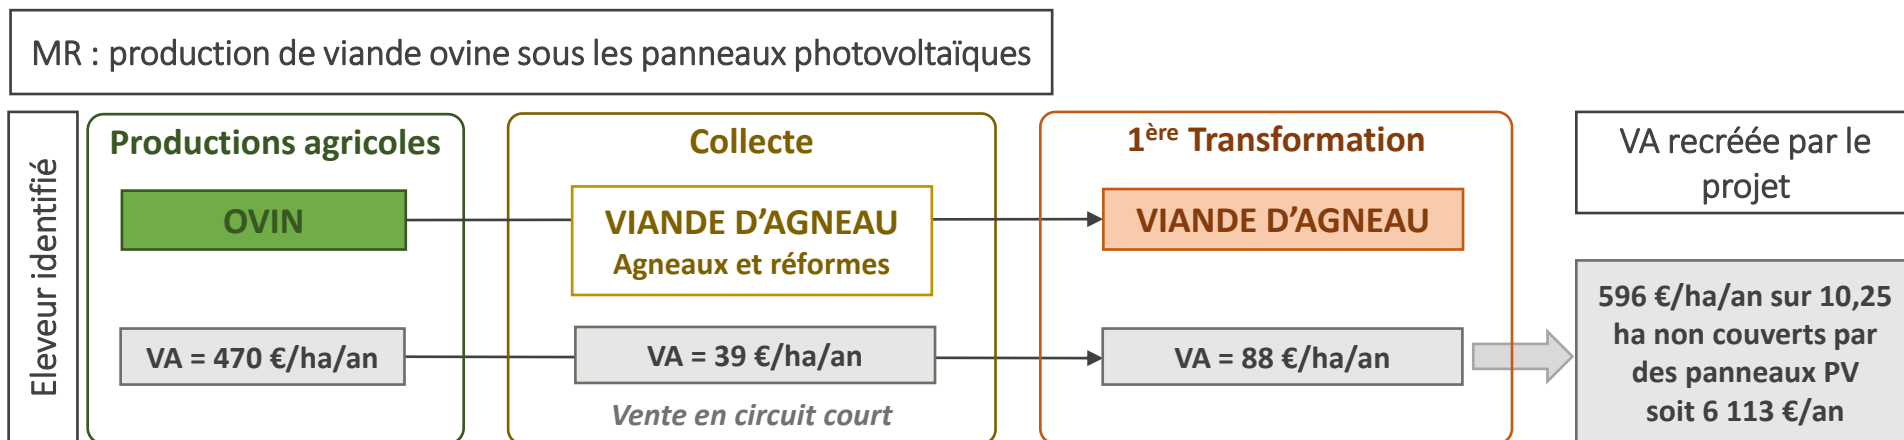 MR : production de viande ovine sous les panneaux photovoltaïques
Eleveur identifié
Productions agricoles
OVIN
VA = 470 €/ha/an
Collecte
VIANDE D'AGNEAU
Agneaux et réformes
VA = 39 €/ha/an
Vente en circuit court
1ère Transformation
VIANDE D'AGNEAU
VA = 88 €/ha/an
VA recréée par le
projet
596 €/ha/an sur 10,25
ha non couverts par
des panneaux PV
soit 6 113 €/an